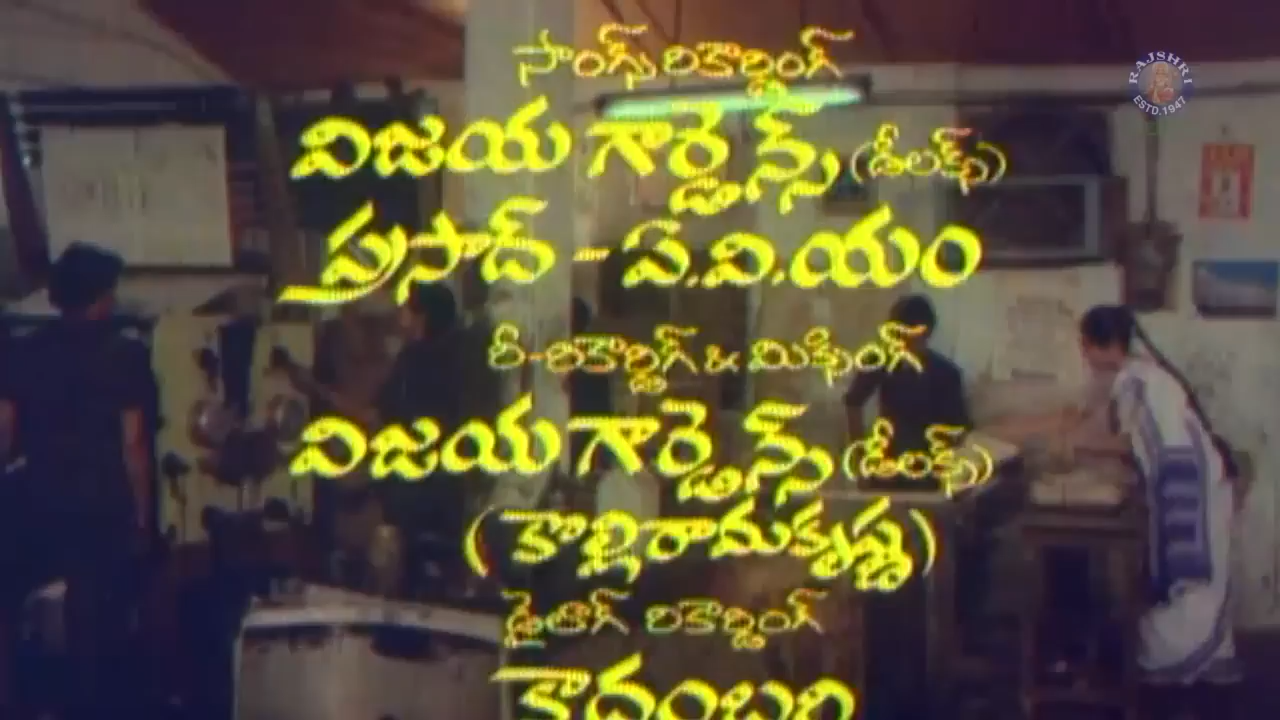 సాంగ్స్ రికార్డింగ్
విజయ గార్డెన్స్ (డీలక్స్)
ప్రసాద్ - ఏ.వి.యం
రీ-రికార్డింగ్ & మిక్సింగ్
విజయ గార్డెన్స్ (డీలక్స్)
(కొల్లి రామకృష్ణ)
డైలాగ్ రికార్డింగ్
కాదంబరి
RAJSHRI
ESTD.1947